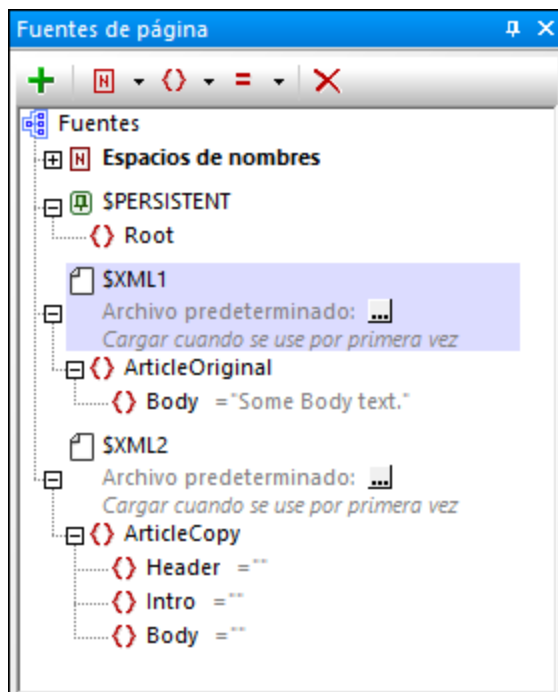 Fuentes de página
Fuentes
Espacios de nombres
$PERSISTENT
{} Root
$XML1
Archivo predeterminado: ...
Cargar cuando se use por primera vez
{} ArticleOriginal
{} Body ="Some Body text."
$XML2
Archivo predeterminado: ...
Cargar cuando se use por primera vez
{} ArticleCopy
{} Header =""
{} Intro =""
{} Body =""